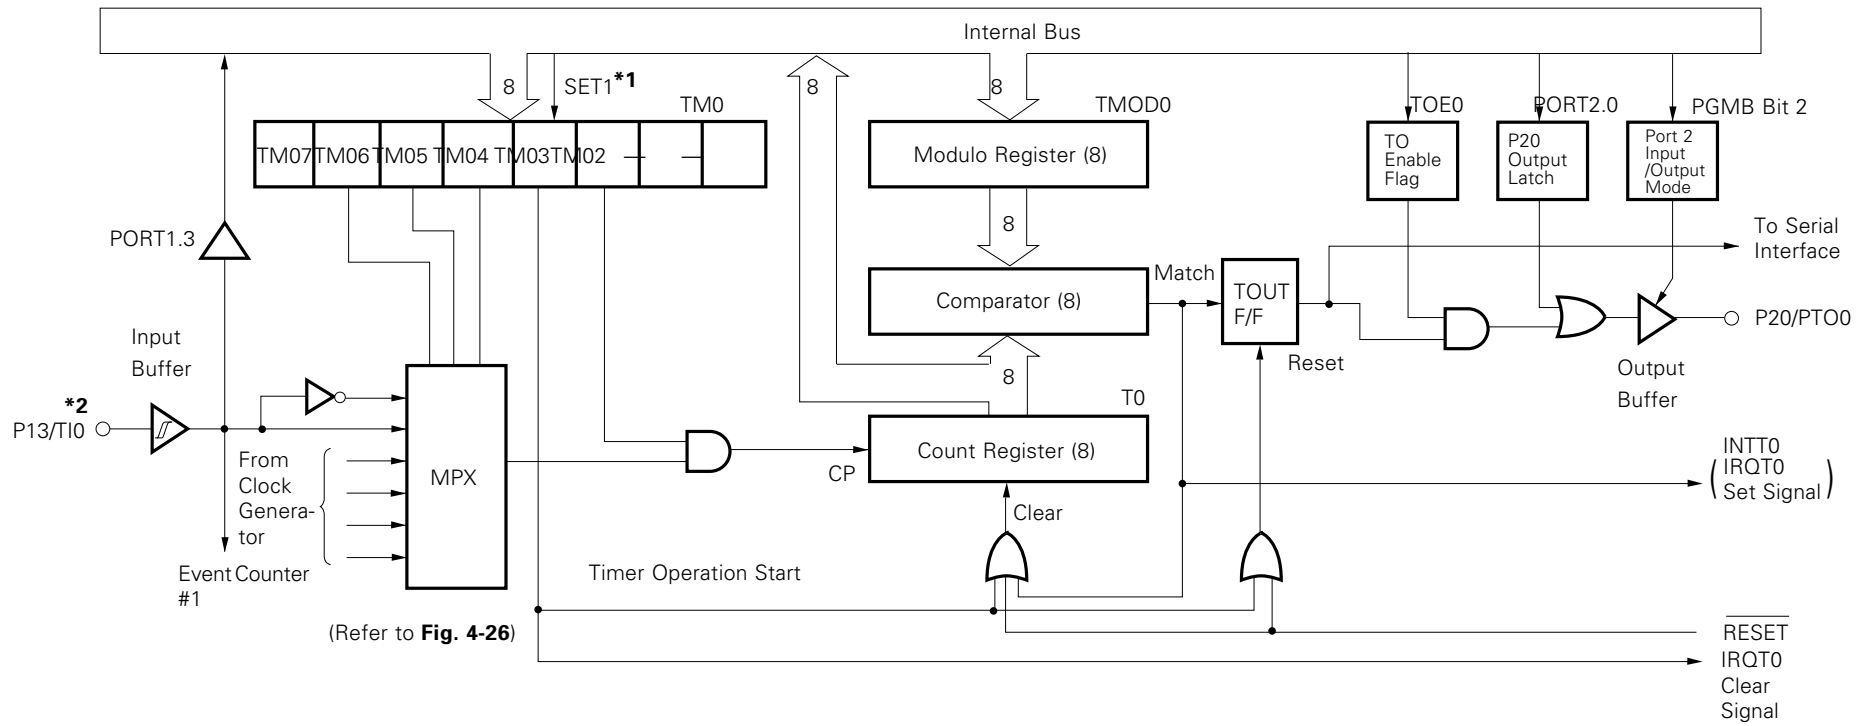 Internal Bus
8
SET1*1
TM0
8
8
TMOD0
TOE0
PORT2.0
PGMB Bit 2
TM07 TM06 TM05 TM04 TM03 TM02 — —
Modulo Register (8)
TO
Enable
Flag
P20
Output
Latch
Port 2
Input
/Output
Mode
PORT1.3
8
To Serial
Interface
Comparator (8)
Match
TOUT
F/F
P20/PTO0
Input
Buffer
Reset
Output
Buffer
8
T0
*2
P13/TI0
From
Clock
Genera-
tor
MPX
CP
Count Register (8)
INTT0
(IRQT0
Set Signal)
Clear
Event Counter
#1
Timer Operation Start
(Refer to Fig. 4-26)
RESET
IRQT0
Clear
Signal